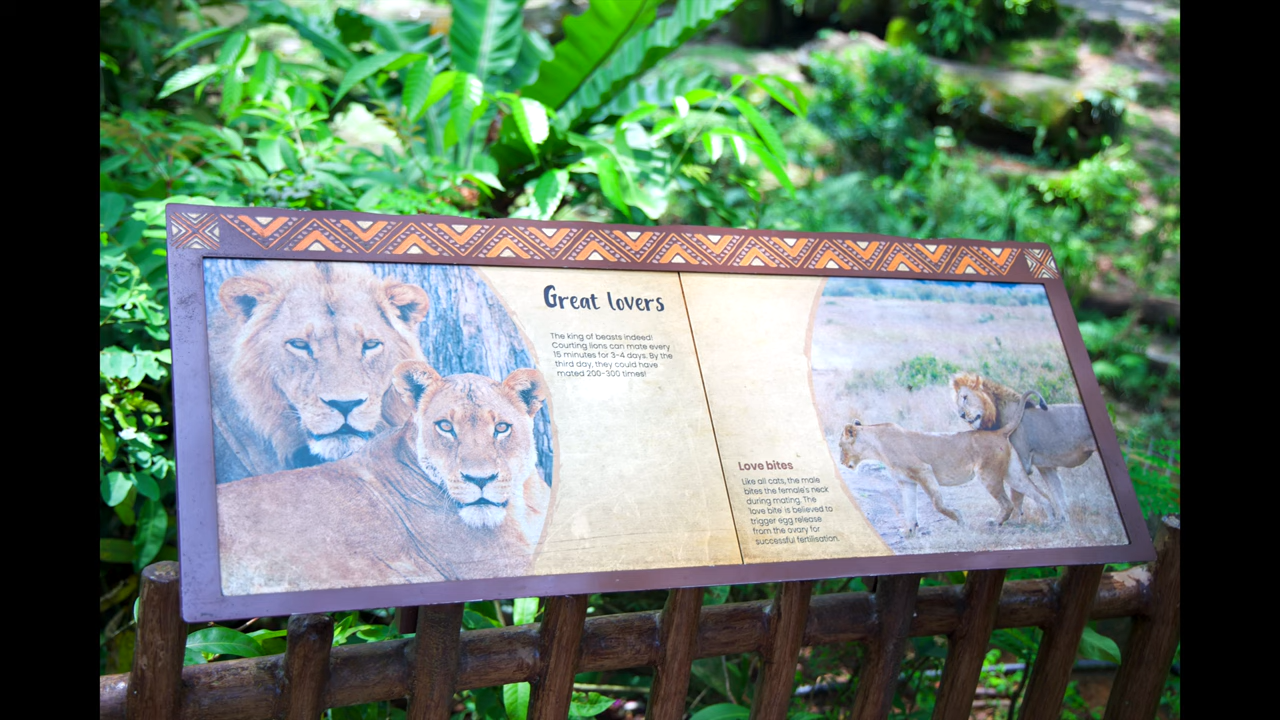 Great lovers
The king of beasts indeed!
Courting lions can mate every
15 minutes for 3-4 days. By the
third day, they could have
mated 200-300 times!
Love bites
Like all cats, the male
bites the female's neck
during mating. The
'love bite' is believed to
trigger egg release
from the ovary for
successful fertilisation.